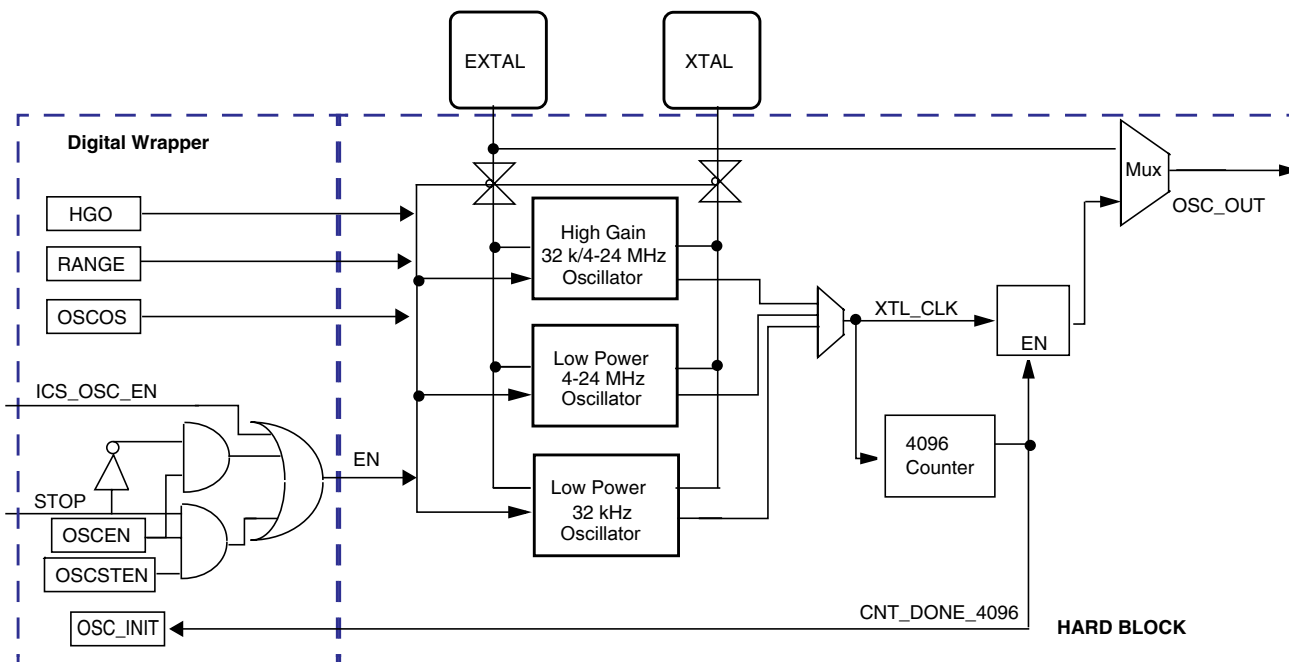 EXTAL
XTAL
Digital Wrapper
Mux
OSC_OUT
HGO
RANGE
OSCOS
High Gain
32 k/4-24 MHz
Oscillator
XTL_CLK
EN
Low Power
4-24 MHz
Oscillator
ICS_OSC_EN
4096
Counter
EN
Low Power
32 kHz
Oscillator
STOP
OSCEN
OSCSTEN
OSC_INIT
CNT_DONE_4096
HARD BLOCK